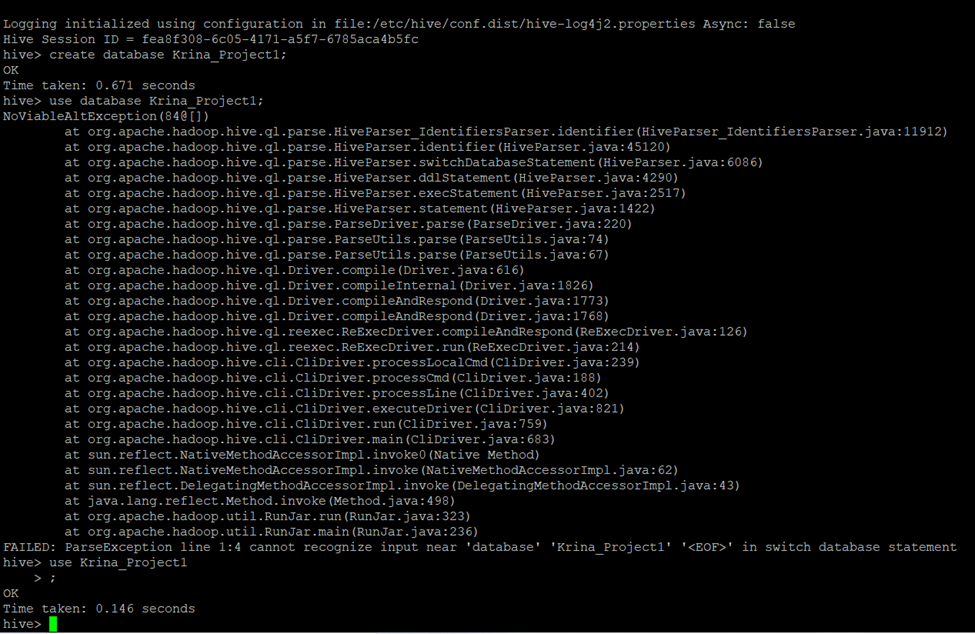 Logging initialized using configuration in file:/etc/hive/conf.dist/hive-log4j2.properties Async: false
Hive Session ID = fea8f308-6c05-4171-a5f7-6785aca4b5fc
hive> create database Krina_Project1;
OK
Time taken: 0.671 seconds
hive> use database Krina_Project1;
NoViableAltException(84@[])
        at org.apache.hadoop.hive.ql.parse.HiveParser_IdentifiersParser.identifier(HiveParser_IdentifiersParser.java:11912)
        at org.apache.hadoop.hive.ql.parse.HiveParser.identifier(HiveParser.java:45120)
        at org.apache.hadoop.hive.ql.parse.HiveParser.switchDatabaseStatement(HiveParser.java:6086)
        at org.apache.hadoop.hive.ql.parse.HiveParser.ddlStatement(HiveParser.java:4290)
        at org.apache.hadoop.hive.ql.parse.HiveParser.execStatement(HiveParser.java:2517)
        at org.apache.hadoop.hive.ql.parse.HiveParser.statement(HiveParser.java:1422)
        at org.apache.hadoop.hive.ql.parse.ParseDriver.parse(ParseDriver.java:220)
        at org.apache.hadoop.hive.ql.parse.ParseUtils.parse(ParseUtils.java:74)
        at org.apache.hadoop.hive.ql.parse.ParseUtils.parse(ParseUtils.java:67)
        at org.apache.hadoop.hive.ql.Driver.compile(Driver.java:616)
        at org.apache.hadoop.hive.ql.Driver.compileInternal(Driver.java:1826)
        at org.apache.hadoop.hive.ql.Driver.compileAndRespond(Driver.java:1773)
        at org.apache.hadoop.hive.ql.Driver.compileAndRespond(Driver.java:1768)
        at org.apache.hadoop.hive.ql.reexec.ReExecDriver.compileAndRespond(ReExecDriver.java:126)
        at org.apache.hadoop.hive.ql.reexec.ReExecDriver.run(ReExecDriver.java:214)
        at org.apache.hadoop.hive.cli.CliDriver.processLocalCmd(CliDriver.java:239)
        at org.apache.hadoop.hive.cli.CliDriver.processCmd(CliDriver.java:188)
        at org.apache.hadoop.hive.cli.CliDriver.processLine(CliDriver.java:402)
        at org.apache.hadoop.hive.cli.CliDriver.executeDriver(CliDriver.java:821)
        at org.apache.hadoop.hive.cli.CliDriver.run(CliDriver.java:759)
        at org.apache.hadoop.hive.cli.CliDriver.main(CliDriver.java:683)
        at sun.reflect.NativeMethodAccessorImpl.invoke0(Native Method)
        at sun.reflect.NativeMethodAccessorImpl.invoke(NativeMethodAccessorImpl.java:62)
        at sun.reflect.DelegatingMethodAccessorImpl.invoke(DelegatingMethodAccessorImpl.java:43)
        at java.lang.reflect.Method.invoke(Method.java:498)
        at org.apache.hadoop.util.RunJar.run(RunJar.java:323)
        at org.apache.hadoop.util.RunJar.main(RunJar.java:236)
FAILED: ParseException line 1:4 cannot recognize input near 'database' 'Krina_Project1' '<EOF>' in switch database statement
hive> use Krina_Project1
    > ;
OK
Time taken: 0.146 seconds
hive>